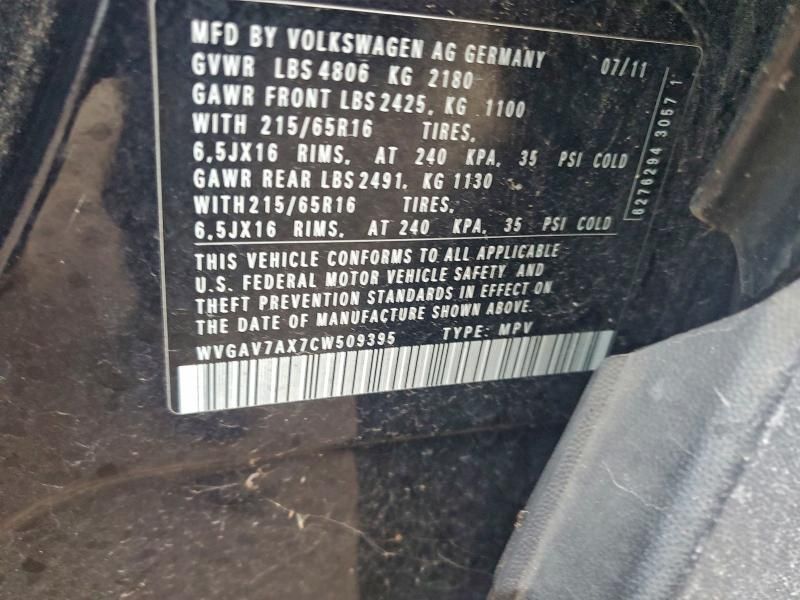 MFD BY VOLKSWAGEN AG GERMANY 07/11
GVWR LBS 4806 KG 2180
GAWR FRONT LBS 2425, KG 1100
WITH 215/65R16 TIRES,
6,5JX16 RIMS, AT 240 KPA, 35 PSI COLD
GAWR REAR LBS 2491, KG 1130
WITH 215/65R16 TIRES,
6,5JX16 RIMS, AT 240 KPA, 35 PSI COLD
THIS VEHICLE CONFORMS TO ALL APPLICABLE
U.S. FEDERAL MOTOR VEHICLE SAFETY AND
THEFT PREVENTION STANDARDS IN EFFECT ON
THE DATE OF MANUFACTURE SHOWN ABOVE.
WVGAV7AX7CW509395 TYPE: MPV
6276294 3057 1